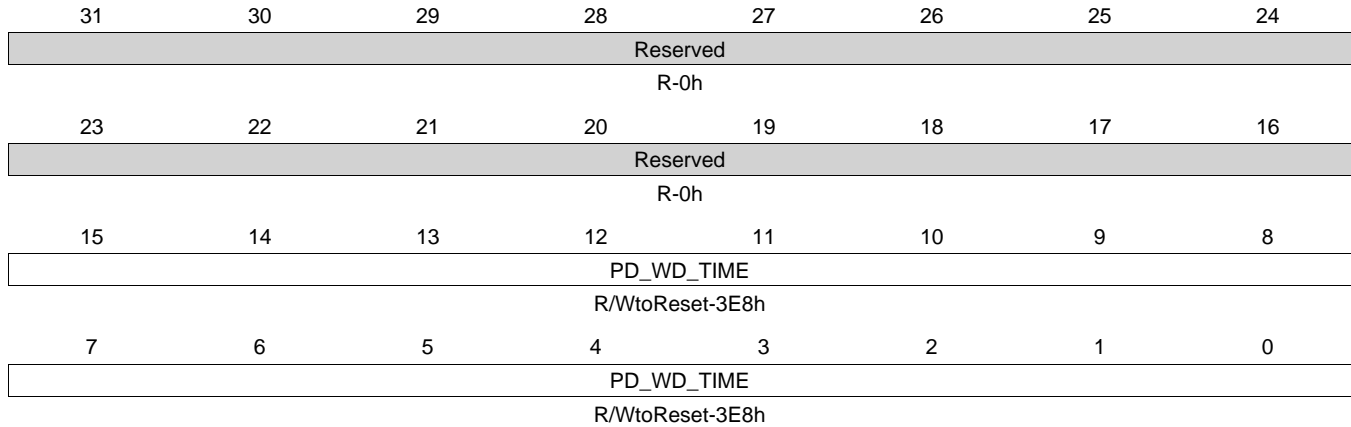 31 30 29 28 27 26 25 24
Reserved
R-0h
23 22 21 20 19 18 17 16
Reserved
R-0h
15 14 13 12 11 10 9 8
PD_WD_TIME
R/WtoReset-3E8h
7 6 5 4 3 2 1 0
PD_WD_TIME
R/WtoReset-3E8h